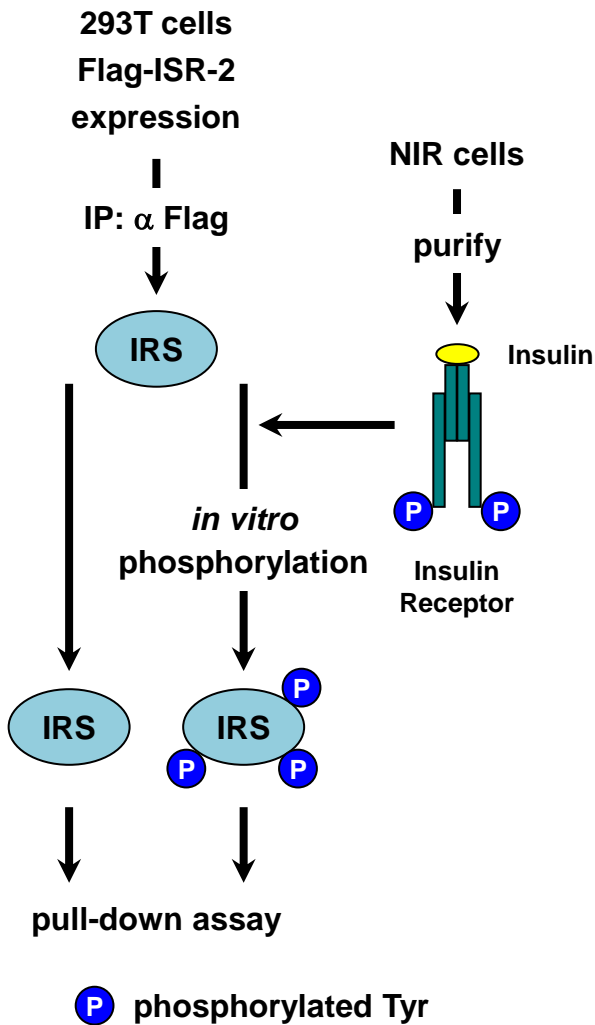 293T cells
Flag-ISR-2
expression
IP: α Flag
IRS
NIR cells
purify
Insulin
P P
Insulin
Receptor
in vitro
phosphorylation
IRS
IRS
P
P
P
pull-down assay
P phosphorylated Tyr